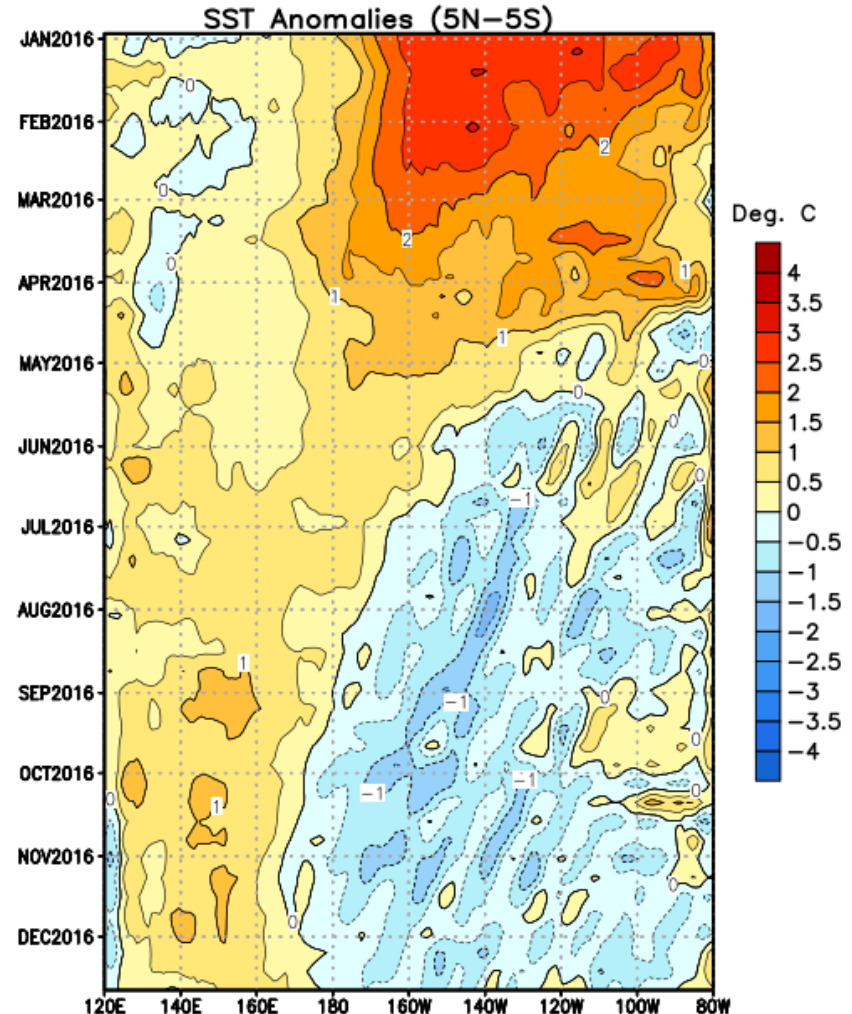 SST Anomalies (5N−5S)
JAN2016
0
FEB2016
2
0
MAR2016
2
0
1
APR2016
1
1
MAY2016
0
0
0
JUN2016
0
−1
JUL2016
AUG2016
1
SEP2016
0
−1
0
OCT2016
−1
−1
0
0
1
NOV2016
0
0
DEC2016
120E 140E 160E 180 160W 140W 120W 100W 80W
Deg. C
4
3.5
3
2.5
2
1.5
1
0.5
0
−0.5
−1
−1.5
−2
−2.5
−3
−3.5
−4